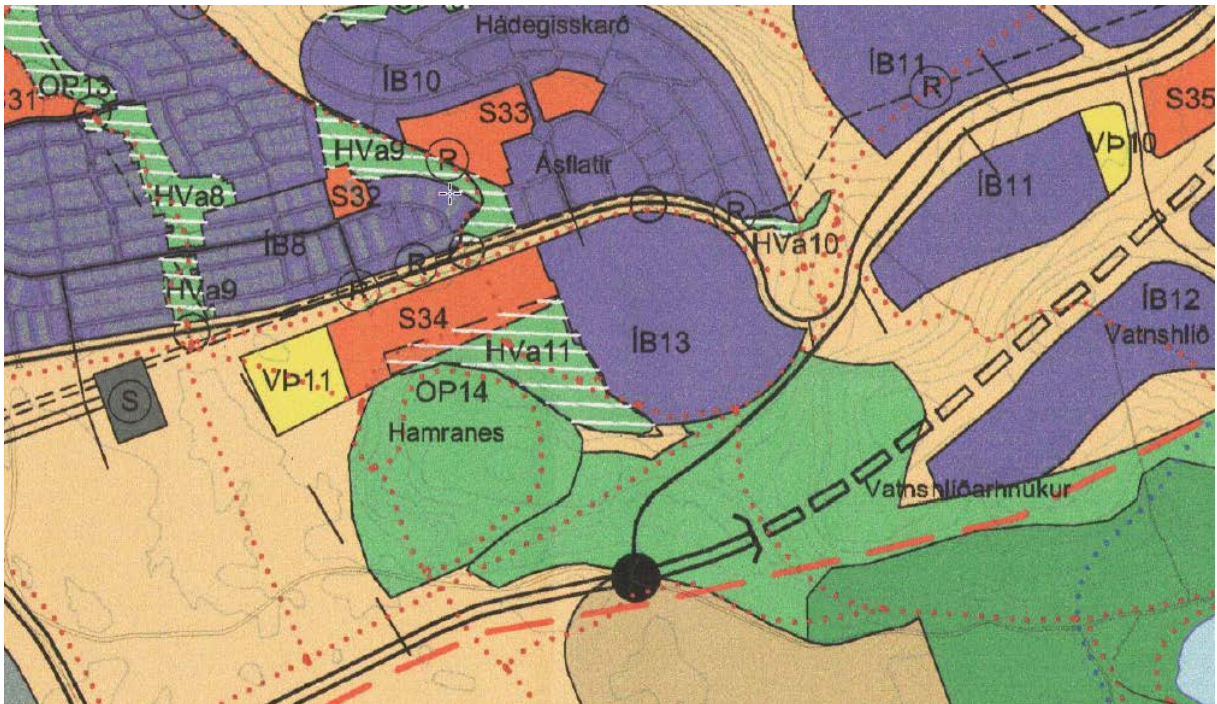 Hádegisskarð
ÍB11
R
OP13
ÍB10
S35
31
S33
VÞ10
HVa9
R
Ásflatir
ÍB11
HVa8
S32
R
HVa10
ÍB8
R
HVa9
ÍB12
S34
Vatnshlíð
HVa11
ÍB13
VÞ11
OP14
S
Hamranes
Vatnshlíðarhnúkur